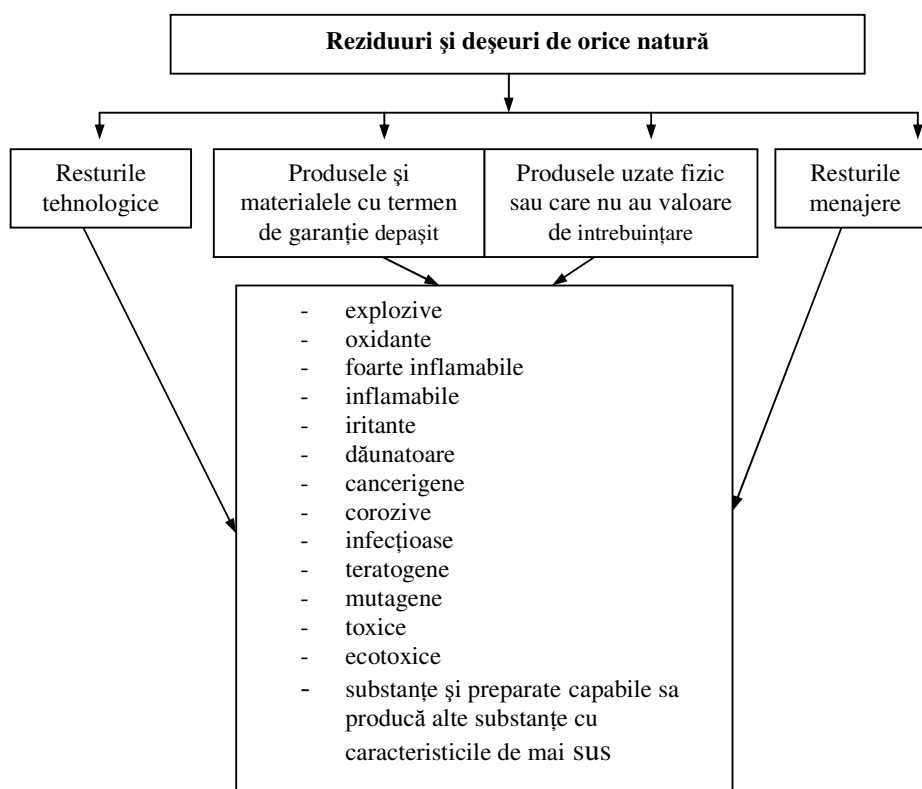 Reziduuri şi deşeuri de orice natură
Resturile
tehnologice
Produsele şi
materialele cu termen
de garanţie depaşit
Produsele uzate fizic
sau care nu au valoare
de intrebuinţare
Resturile
menajere
- explozive
- oxidante
- foarte inflamabile
- inflamabile
- iritante
- dăunatoare
- cancerigene
- corozive
- infecţioase
- teratogene
- mutagene
- toxice
- ecotoxice
- substanţe şi preparate capabile sa
producă alte substanţe cu
caracteristicile de mai sus